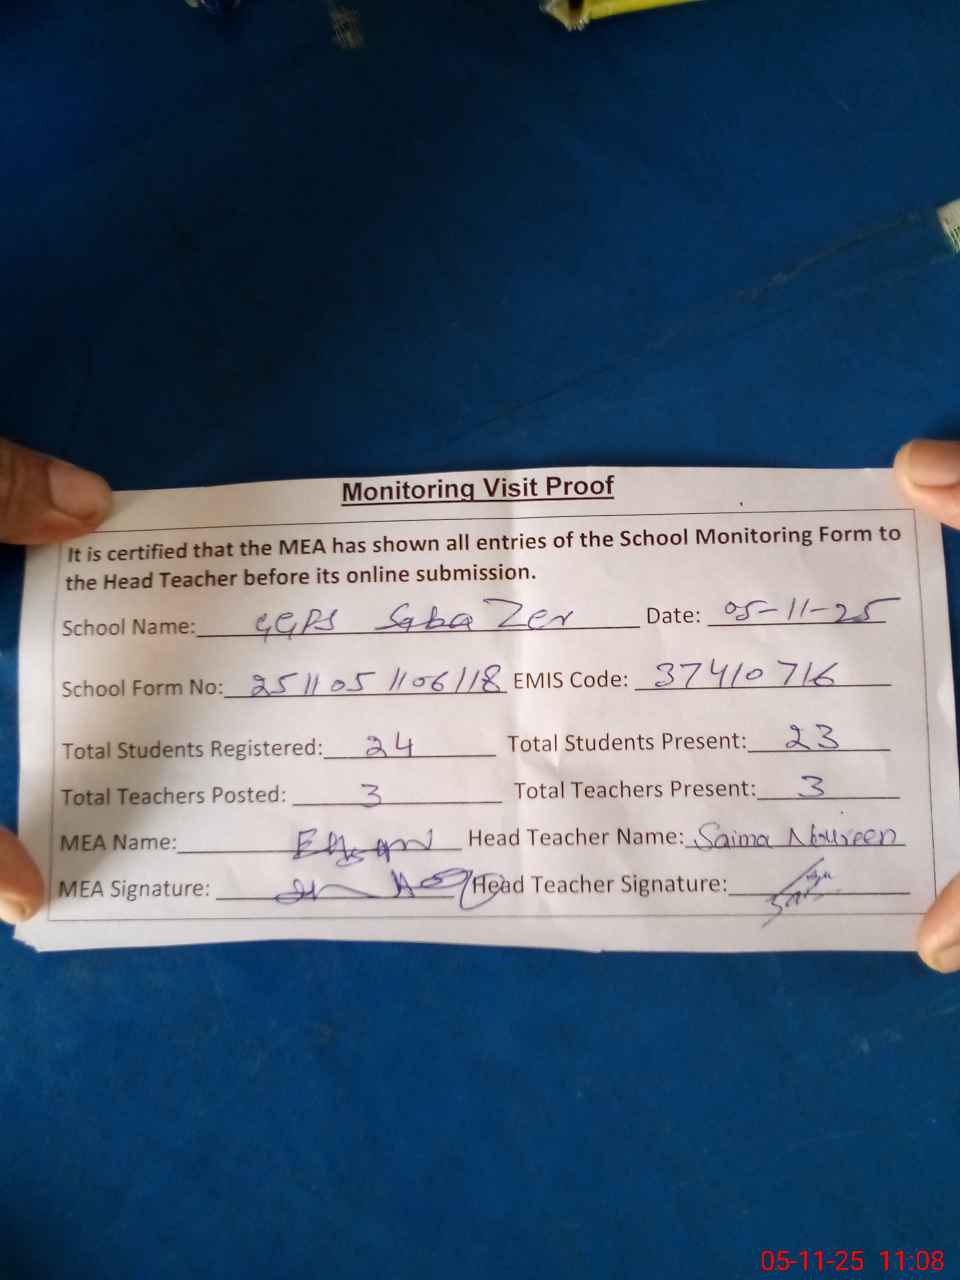 Monitoring Visit Proof
It is certified that the MEA has shown all entries of the School Monitoring Form to
the Head Teacher before its online submission.
School Name: GGPS Saba Zer Date: 05-11-25
School Form No: 2511051106118 EMIS Code: 37410716
Total Students Registered: 24 Total Students Present: 23
Total Teachers Posted: 3 Total Teachers Present: 3
MEA Name: Head Teacher Name: Saima Noureen
MEA Signature: Head Teacher Signature:
05-11-25 11:08